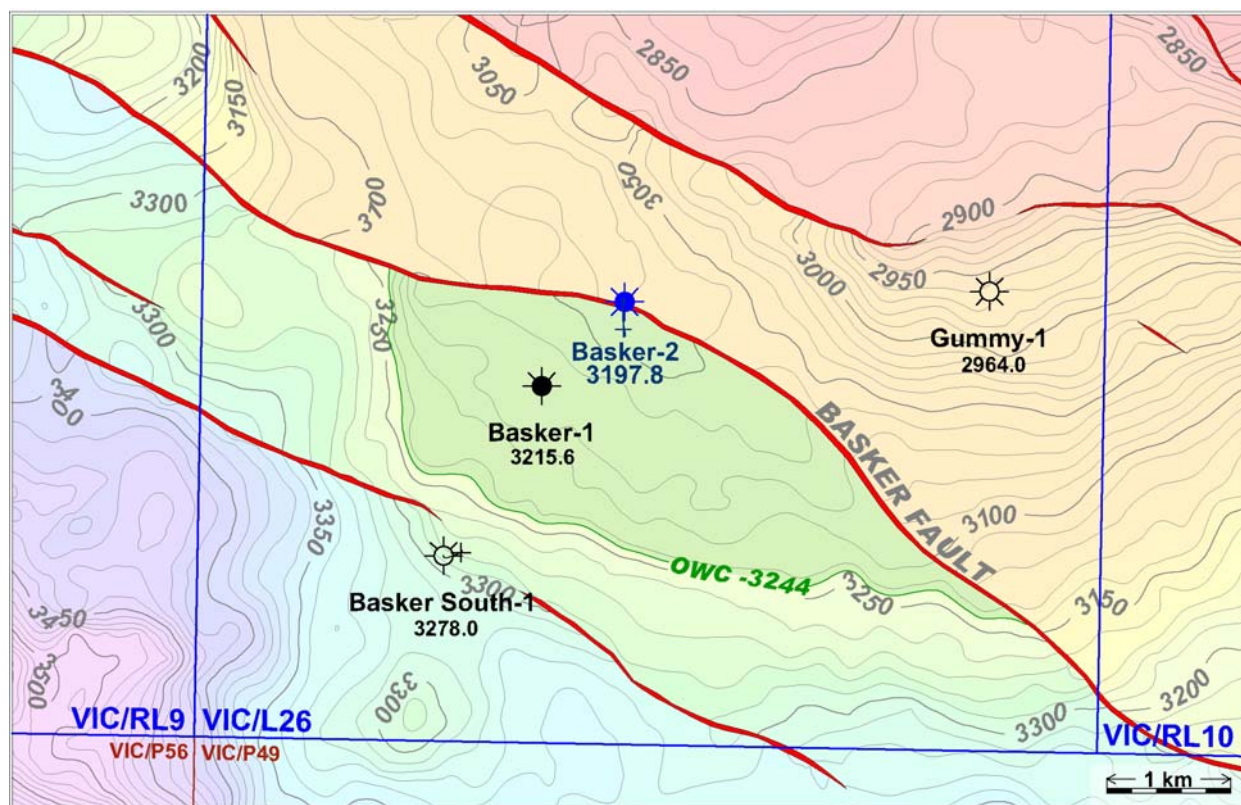 2850
2850
3050
3200
3150
3050
3100
3300
2900
2950
3000
3250
3300
Gummy-1
2964.0
Basker-2
3197.8
3400
Basker-1
3215.6
BASKER FAULT
3350
3100
OWC -3244
3250
3300
3150
Basker South-1
3278.0
3450
3500
3300
3200
3300
VIC/RL9
VIC/L26
VIC/RL10
VIC/P56
VIC/P49
1 km